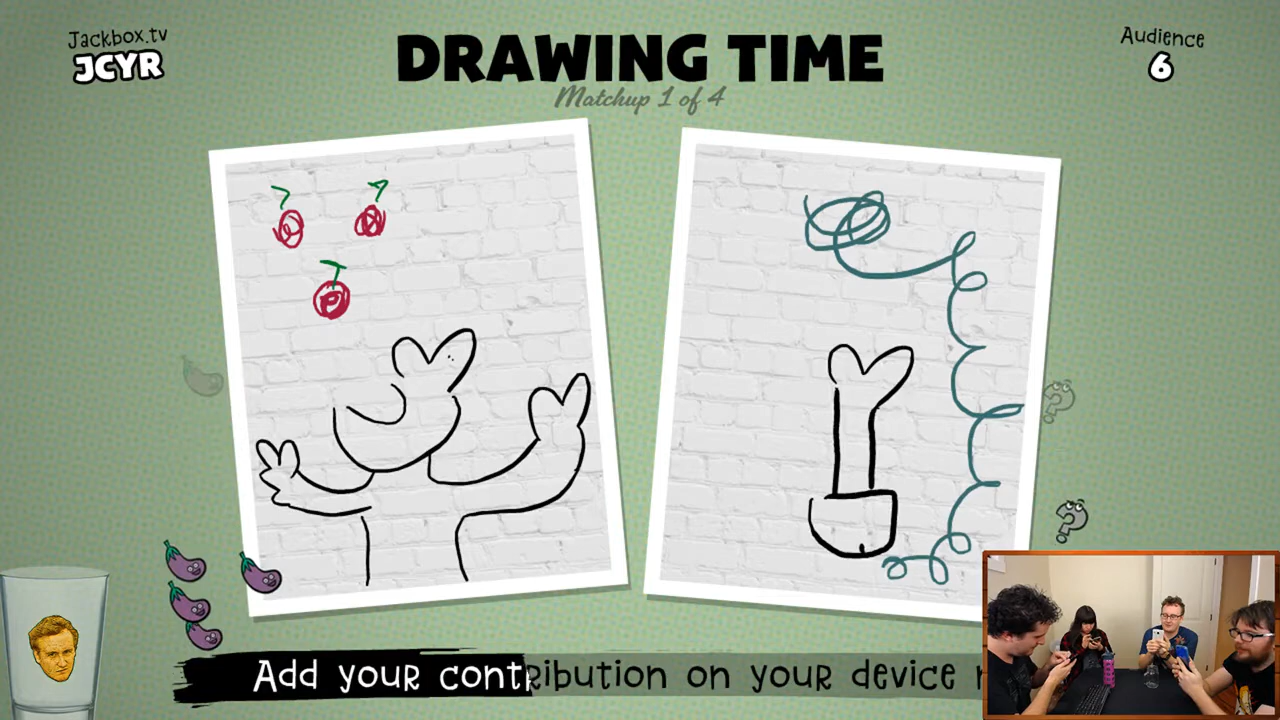 Jackbox.tv
JCYR
DRAWING TIME
Matchup 1 of 4
Audience
6
Add your contribution on your device